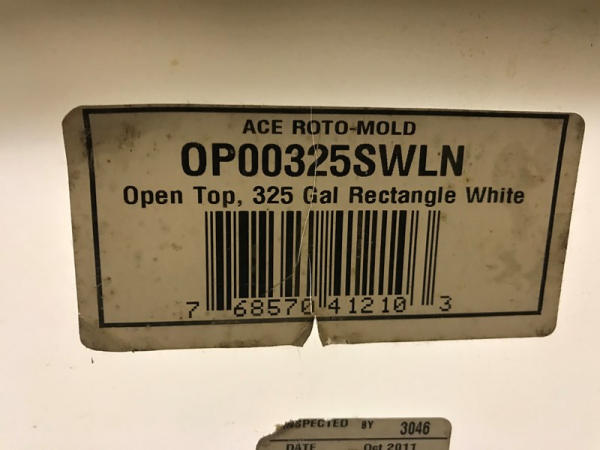 ACE ROTO-MOLD
OP00325SWLN
Open Top, 325 Gal Rectangle White
7 68570 41210 3
INSPECTED BY 3046
DATE Oct 2011